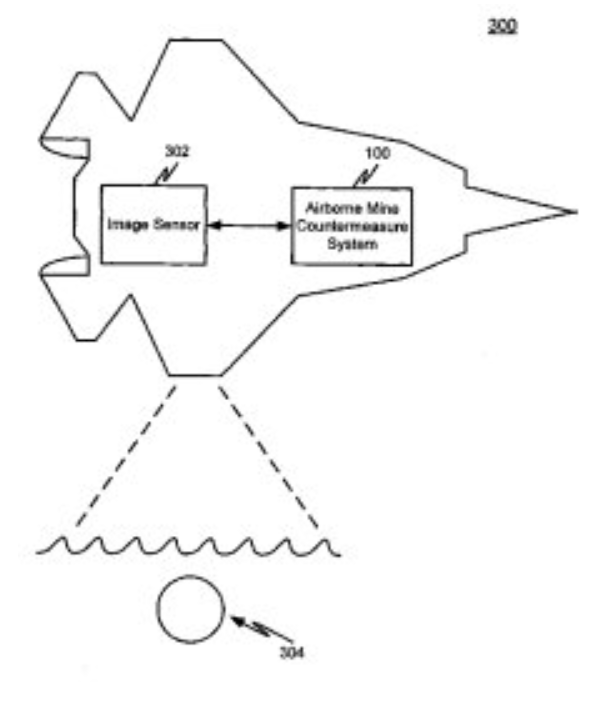 300
302
100
Image Sensor
Airborne Mine
Countermeasure
System
304